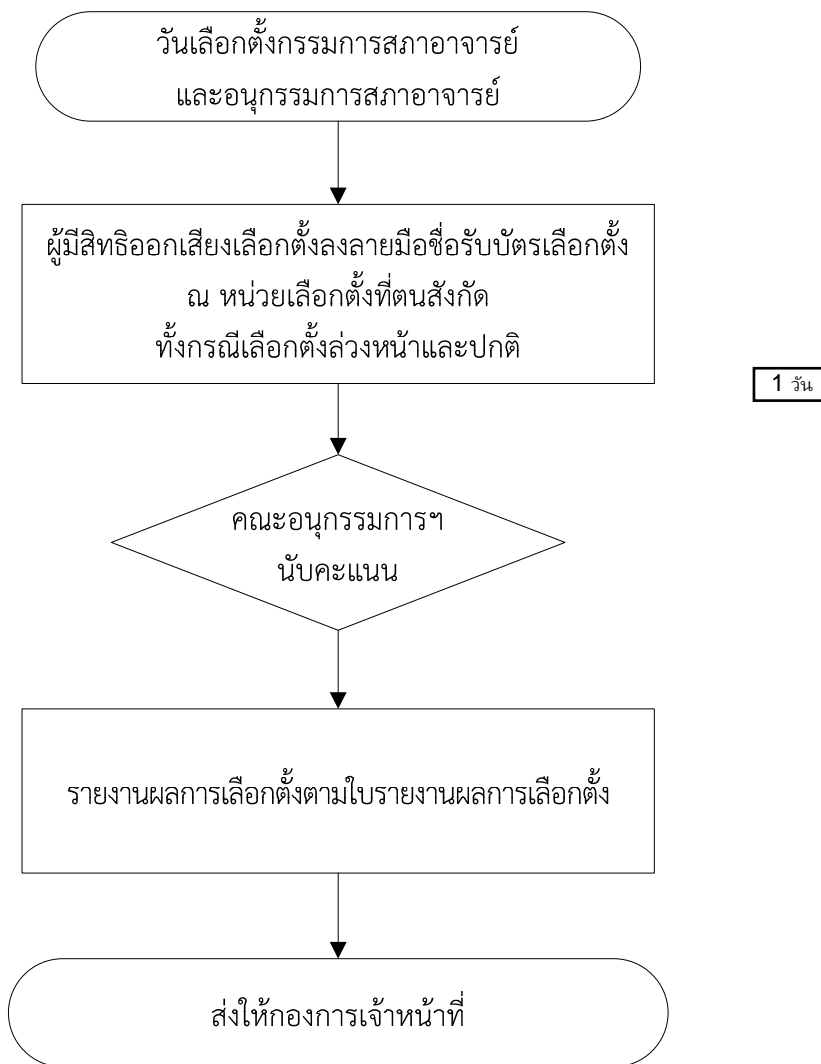 วันเลือกตั้งกรรมการสภาอาจารย์
และอนุกรรมการสภาอาจารย์
ผู้มีสิทธิออกเสียงเลือกตั้งลงลายมือชื่อรับบัตรเลือกตั้ง
ณ หน่วยเลือกตั้งที่ตนสังกัด
ทั้งกรณีเลือกตั้งล่วงหน้าและปกติ
1 วัน
คณะอนุกรรมการฯ
นับคะแนน
รายงานผลการเลือกตั้งตามใบรายงานผลการเลือกตั้ง
ส่งให้กองการเจ้าหน้าที่